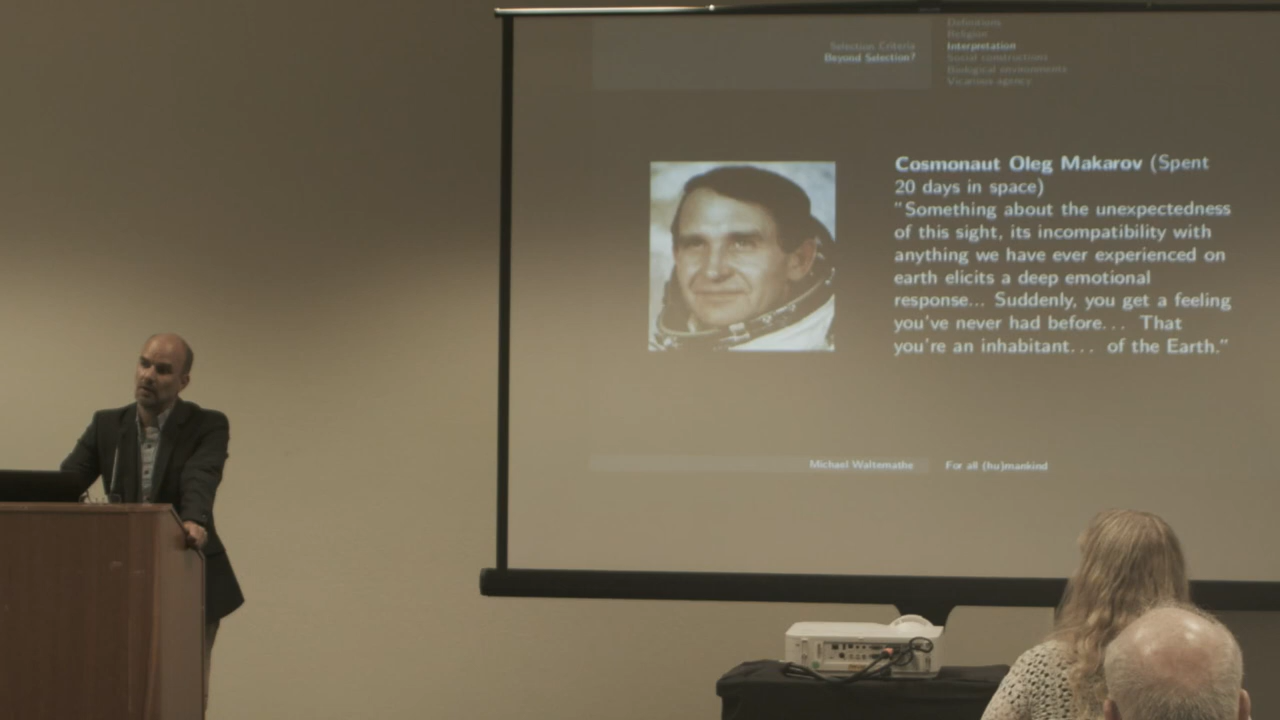 Selection Criteria
Beyond Selection?
Definitions
Religion
Interpretation
Social constructions
Biological environments
Vicarious agency
Cosmonaut Oleg Makarov (Spent
20 days in space)
"Something about the unexpectedness
of this sight, its incompatibility with
anything we have ever experienced on
earth elicits a deep emotional
response... Suddenly, you get a feeling
you've never had before... That
you're an inhabitant... of the Earth."
Michael Waltemathe
For all (hu)mankind